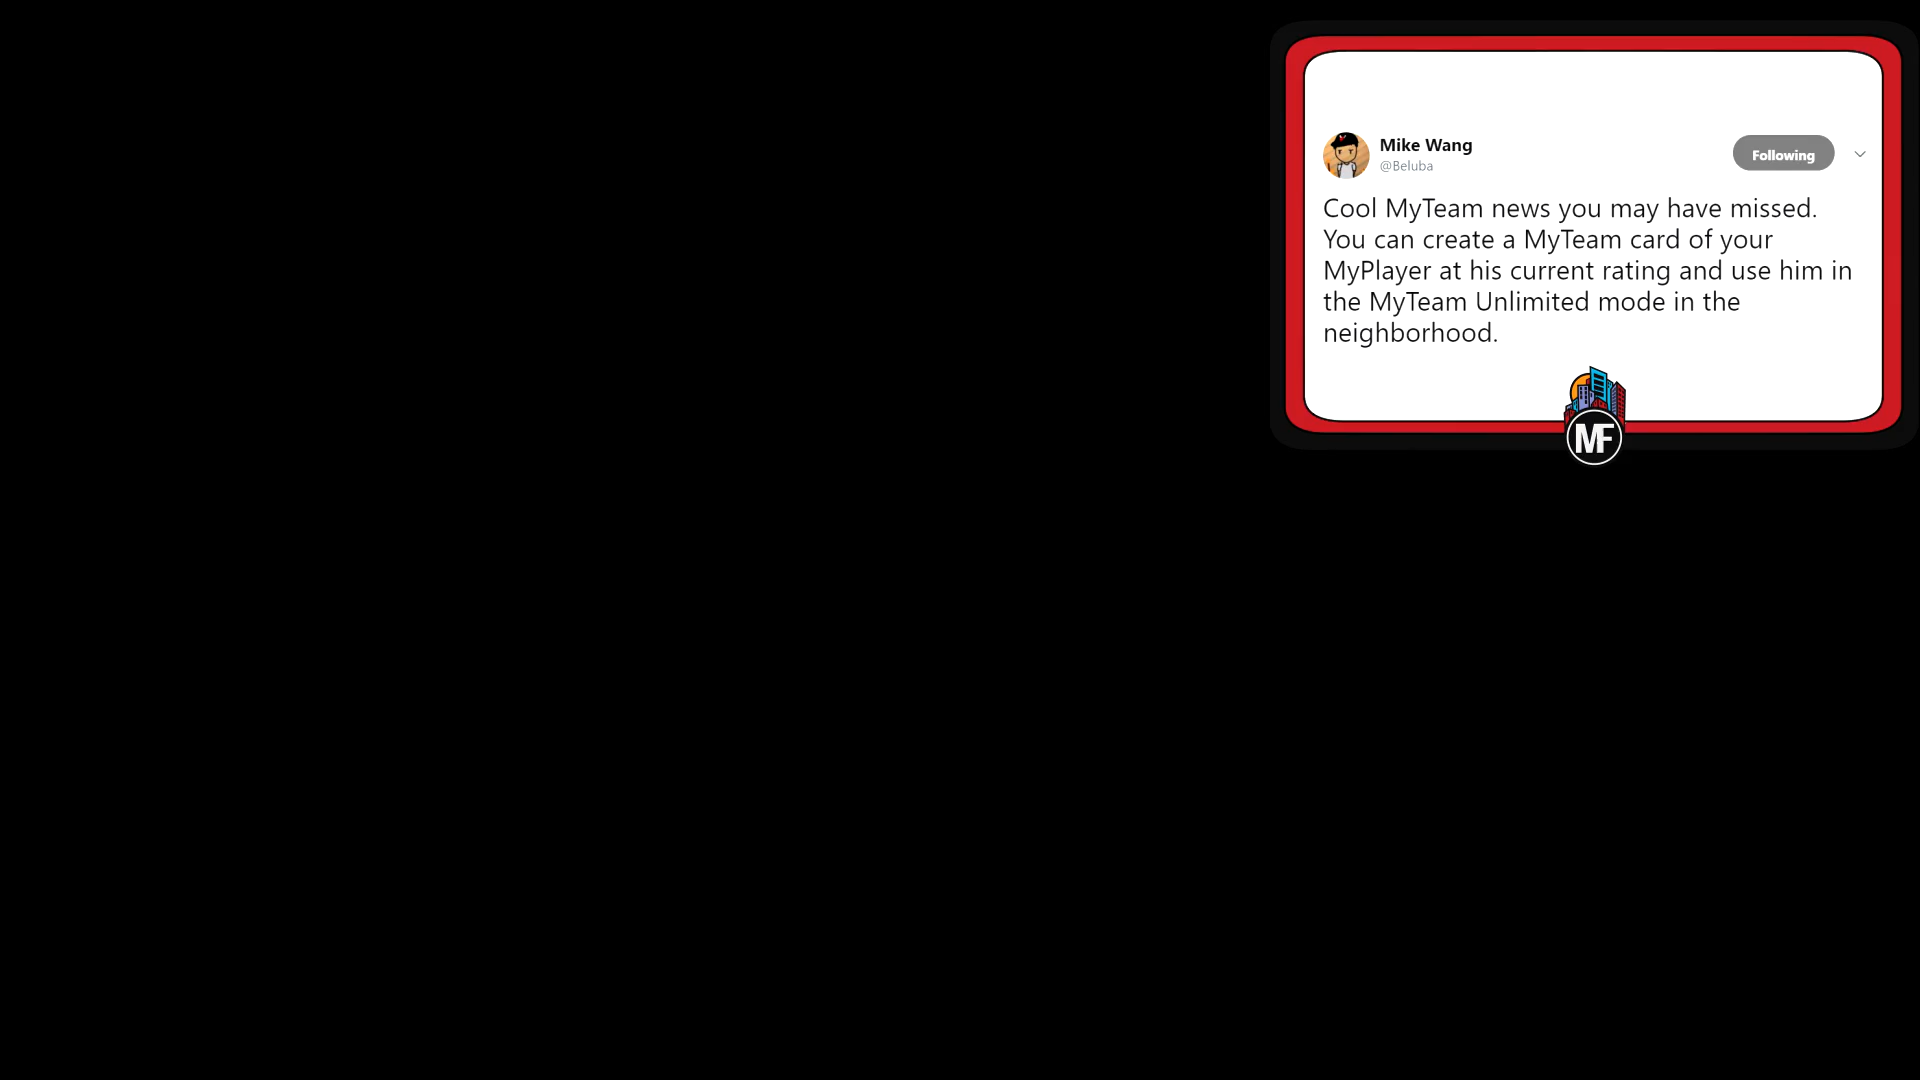 Mike Wang
@Beluba
Following
Cool MyTeam news you may have missed.
You can create a MyTeam card of your
MyPlayer at his current rating and use him in
the MyTeam Unlimited mode in the
neighborhood.
MF